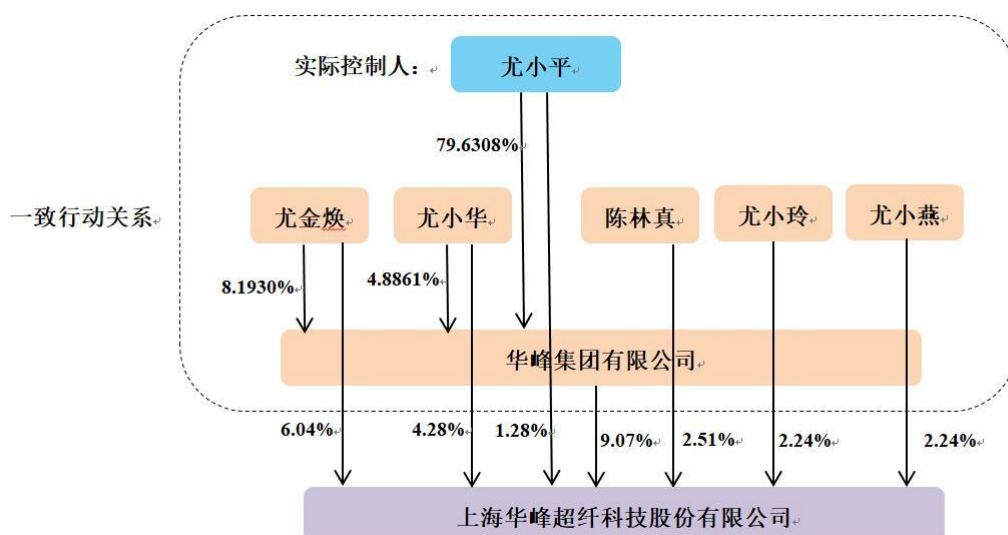 实际控制人：
尤小平
79.6308%
一致行动关系
尤金焕
尤小华
陈林真
尤小玲
尤小燕
8.1930%
4.8861%
华峰集团有限公司
6.04%
4.28%
1.28%
9.07%
2.51%
2.24%
2.24%
上海华峰超纤科技股份有限公司